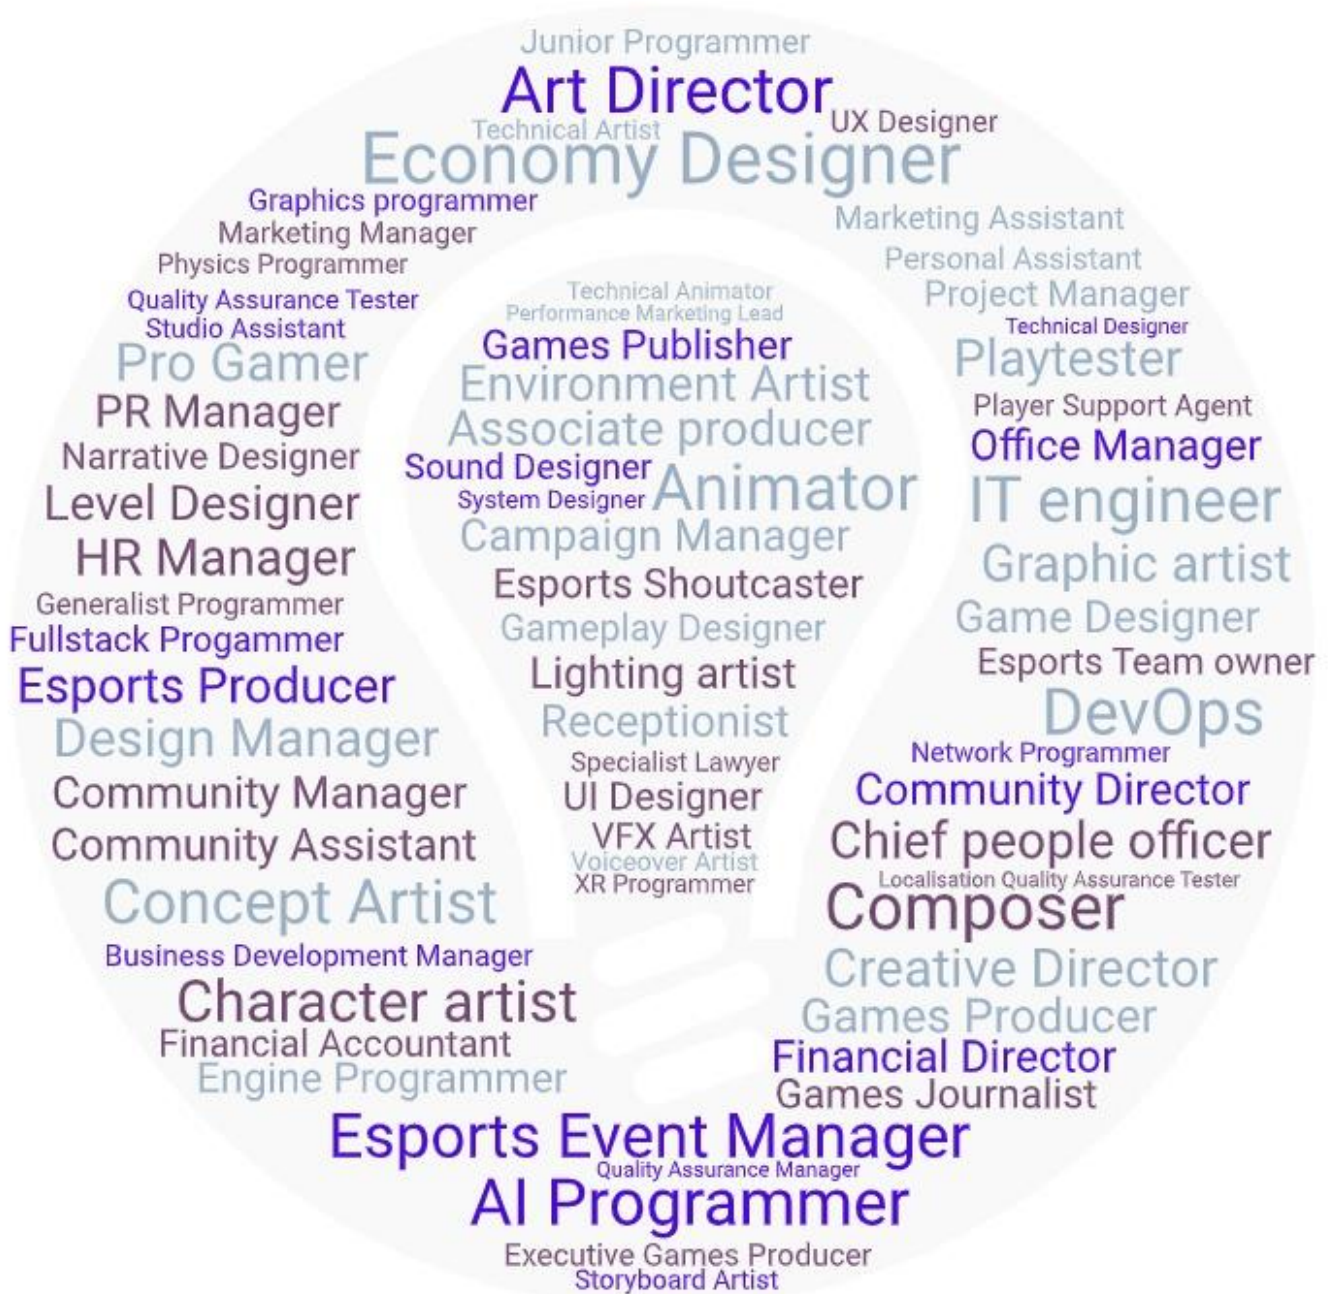 Junior Programmer
Art Director
UX Designer
Technical Artist
Economy Designer
Graphics programmer
Marketing Manager
Physics Programmer
Quality Assurance Tester
Studio Assistant
Pro Gamer
PR Manager
Narrative Designer
Level Designer
HR Manager
Generalist Programmer
Fullstack Progammer
Esports Producer
Design Manager
Community Manager
Community Assistant
Concept Artist
Business Development Manager
Character artist
Financial Accountant
Engine Programmer
Technical Animator
Performance Marketing Lead
Games Publisher
Environment Artist
Associate producer
Sound Designer
System Designer
Animator
Campaign Manager
Esports Shoutcaster
Gameplay Designer
Lighting artist
Receptionist
Specialist Lawyer
UI Designer
VFX Artist
Voiceover Artist
XR Programmer
Marketing Assistant
Personal Assistant
Project Manager
Technical Designer
Playtester
Player Support Agent
Office Manager
IT engineer
Graphic artist
Game Designer
Esports Team owner
DevOps
Network Programmer
Community Director
Chief people officer
Localisation Quality Assurance Tester
Composer
Creative Director
Games Producer
Financial Director
Games Journalist
Esports Event Manager
Quality Assurance Manager
AI Programmer
Executive Games Producer
Storyboard Artist